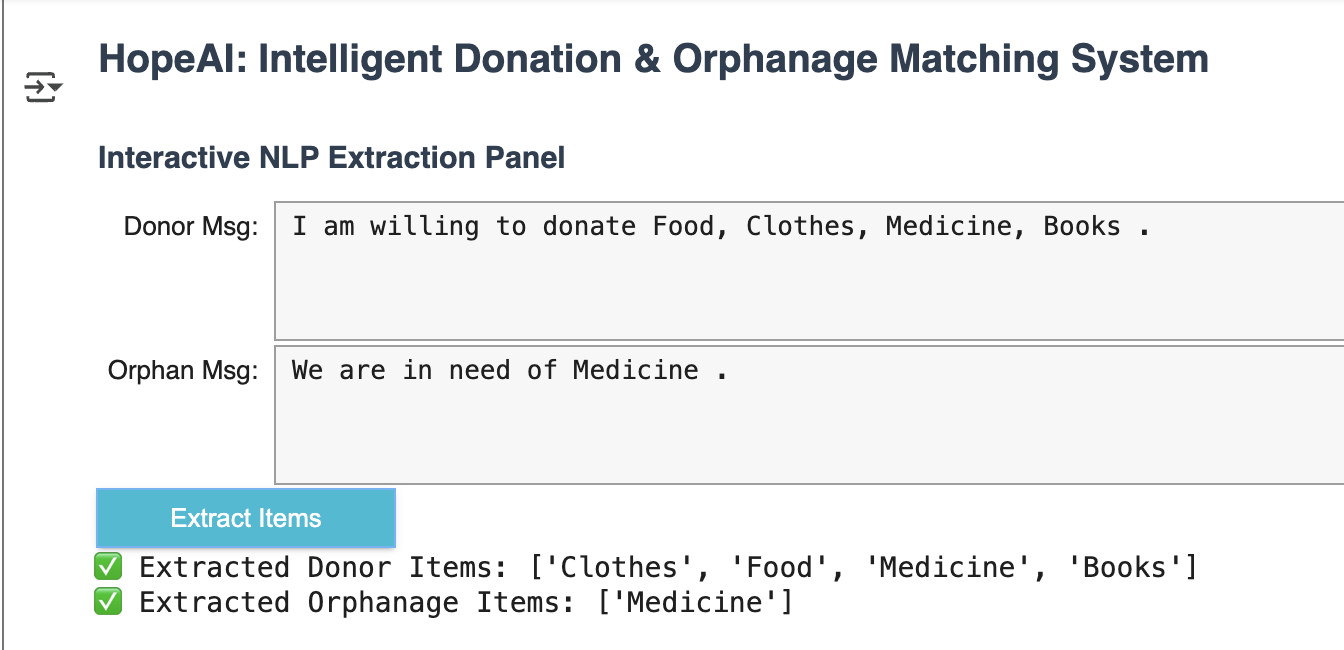 HopeAI: Intelligent Donation & Orphanage Matching System
Interactive NLP Extraction Panel
Donor Msg: I am willing to donate Food, Clothes, Medicine, Books .
Orphan Msg: We are in need of Medicine .
Extract Items
✅ Extracted Donor Items: ['Clothes', 'Food', 'Medicine', 'Books']
✅ Extracted Orphanage Items: ['Medicine']